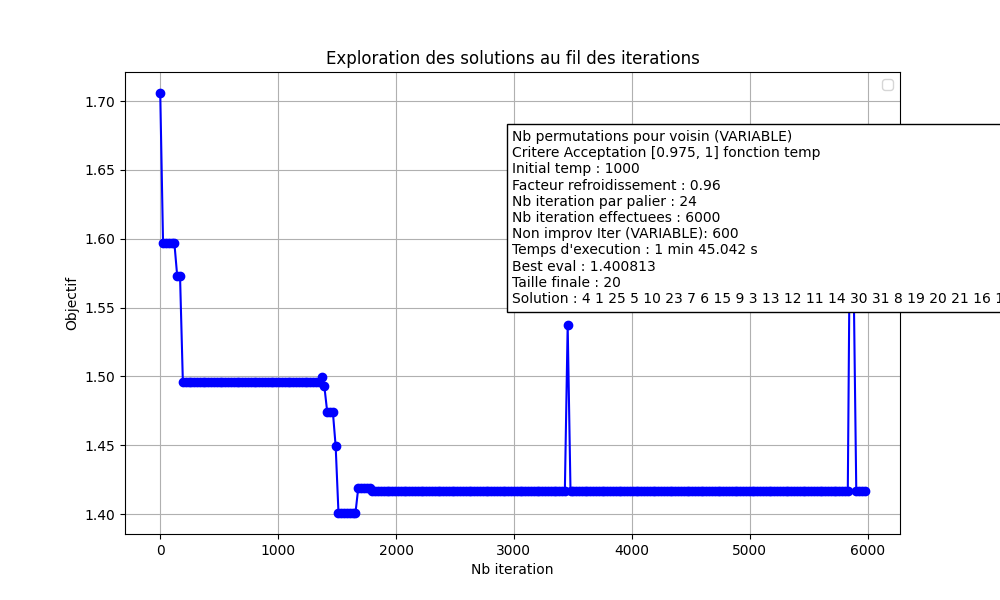 Exploration des solutions au fil des iterations
1.70
1.65
1.60
1.55
1.50
1.45
1.40
Objectif
Nb permutations pour voisin (VARIABLE)
Critere Acceptation [0.975, 1] fonction temp
Initial temp : 1000
Facteur refroidissement : 0.96
Nb iteration par palier : 24
Nb iteration effectuees : 6000
Non improv Iter (VARIABLE): 600
Temps d'execution : 1 min 45.042 s
Best eval : 1.400813
Taille finale : 20
Solution : 4 1 25 5 10 23 7 6 15 9 3 13 12 11 14 30 31 8 19 20 21 16 1
0 1000 2000 3000 4000 5000 6000
Nb iteration